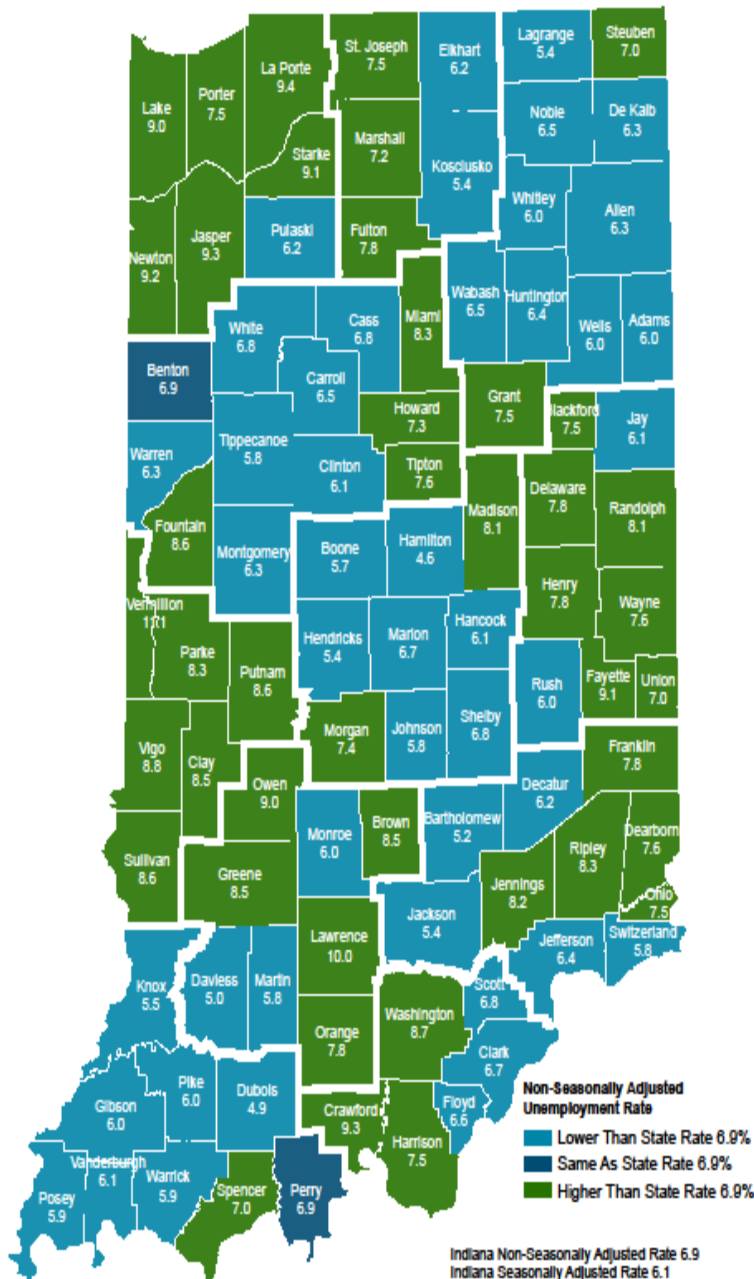 St. Joseph
7.5
Elkhart
6.2
Lagrange
5.4
Steuben
7.0
La Porte
9.4
Porter
7.5
Lake
9.0
Noble
6.5
De Kalb
6.3
Marshall
7.2
Starke
9.1
Kosciusko
5.4
Whitley
6.0
Allen
6.3
Pulaski
6.2
Fulton
7.8
Jasper
9.3
Newton
9.2
Wabash
6.5
Huntington
6.4
Miami
8.3
Cass
6.8
White
6.8
Wells
6.0
Adams
6.0
Benton
6.9
Carroll
6.5
Grant
7.5
Howard
7.3
Blackford
7.5
Jay
6.1
Tippecanoe
5.8
Warren
6.3
Clinton
6.1
Tipton
7.6
Madison
8.1
Delaware
7.8
Randolph
8.1
Fountain
8.6
Montgomery
6.3
Boone
5.7
Hamilton
4.6
Henry
7.8
Wayne
7.6
Vermillion
11.1
Parke
8.3
Putnam
8.6
Hendricks
5.4
Marion
6.7
Hancock
6.1
Rush
6.0
Fayette
9.1
Union
7.0
Shelby
6.8
Johnson
5.8
Morgan
7.4
Vigo
8.8
Clay
8.5
Owen
9.0
Franklin
7.8
Decatur
6.2
Monroe
6.0
Brown
8.5
Bartholomew
5.2
Dearborn
7.6
Ripley
8.3
Sullivan
8.6
Greene
8.5
Jennings
8.2
Ohio
7.5
Jackson
5.4
Lawrence
10.0
Jefferson
6.4
Switzerland
5.8
Knox
5.5
Daviess
5.0
Martin
5.8
Scott
6.8
Washington
8.7
Orange
7.8
Clark
6.7
Pike
6.0
Dubois
4.9
Gibson
6.0
Crawford
9.3
Floyd
6.6
Harrison
7.5
Vanderburgh
6.1
Warrick
5.9
Posey
5.9
Spencer
7.0
Perry
6.9
Non-Seasonally Adjusted
Unemployment Rate
Lower Than State Rate 6.9%
Same As State Rate 6.9%
Higher Than State Rate 6.9%
Indiana Non-Seasonally Adjusted Rate 6.9
Indiana Seasonally Adjusted Rate 6.1